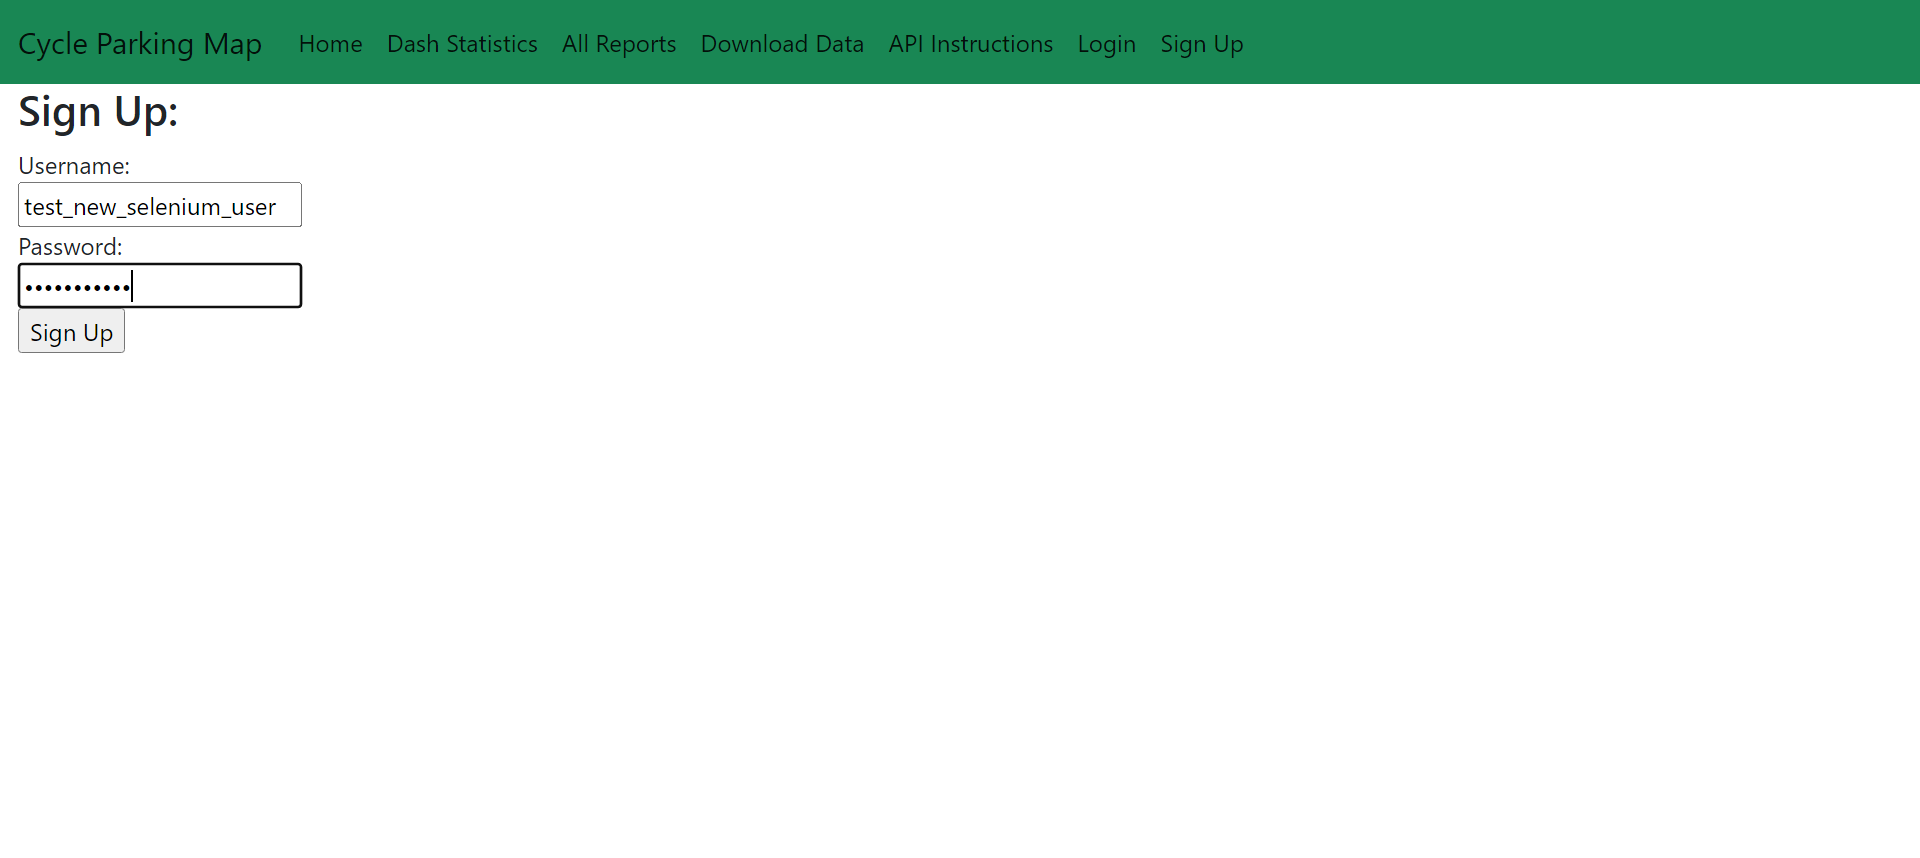 Cycle Parking Map Home Dash Statistics All Reports Download Data API Instructions Login Sign Up
Sign Up:
Username:
test_new_selenium_user
Password:
•••••••••••
Sign Up